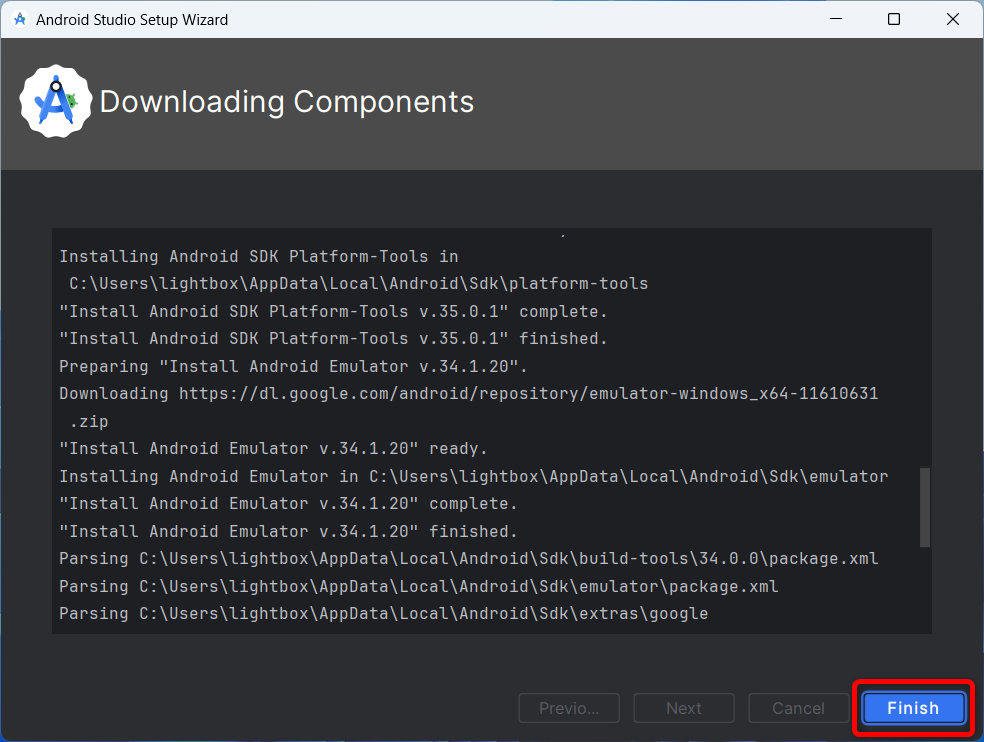 Android Studio Setup Wizard
Downloading Components
Installing Android SDK Platform-Tools in
C:\Users\lightbox\AppData\Local\Android\Sdk\platform-tools
"Install Android SDK Platform-Tools v.35.0.1" complete.
"Install Android SDK Platform-Tools v.35.0.1" finished.
Preparing "Install Android Emulator v.34.1.20".
Downloading https://dl.google.com/android/repository/emulator-windows_x64-11610631
.zip
"Install Android Emulator v.34.1.20" ready.
Installing Android Emulator in C:\Users\lightbox\AppData\Local\Android\Sdk\emulator
"Install Android Emulator v.34.1.20" complete.
"Install Android Emulator v.34.1.20" finished.
Parsing C:\Users\lightbox\AppData\Local\Android\Sdk\build-tools\34.0.0\package.xml
Parsing C:\Users\lightbox\AppData\Local\Android\Sdk\emulator\package.xml
Parsing C:\Users\lightbox\AppData\Local\Android\Sdk\extras\google
Previo... Next Cancel Finish